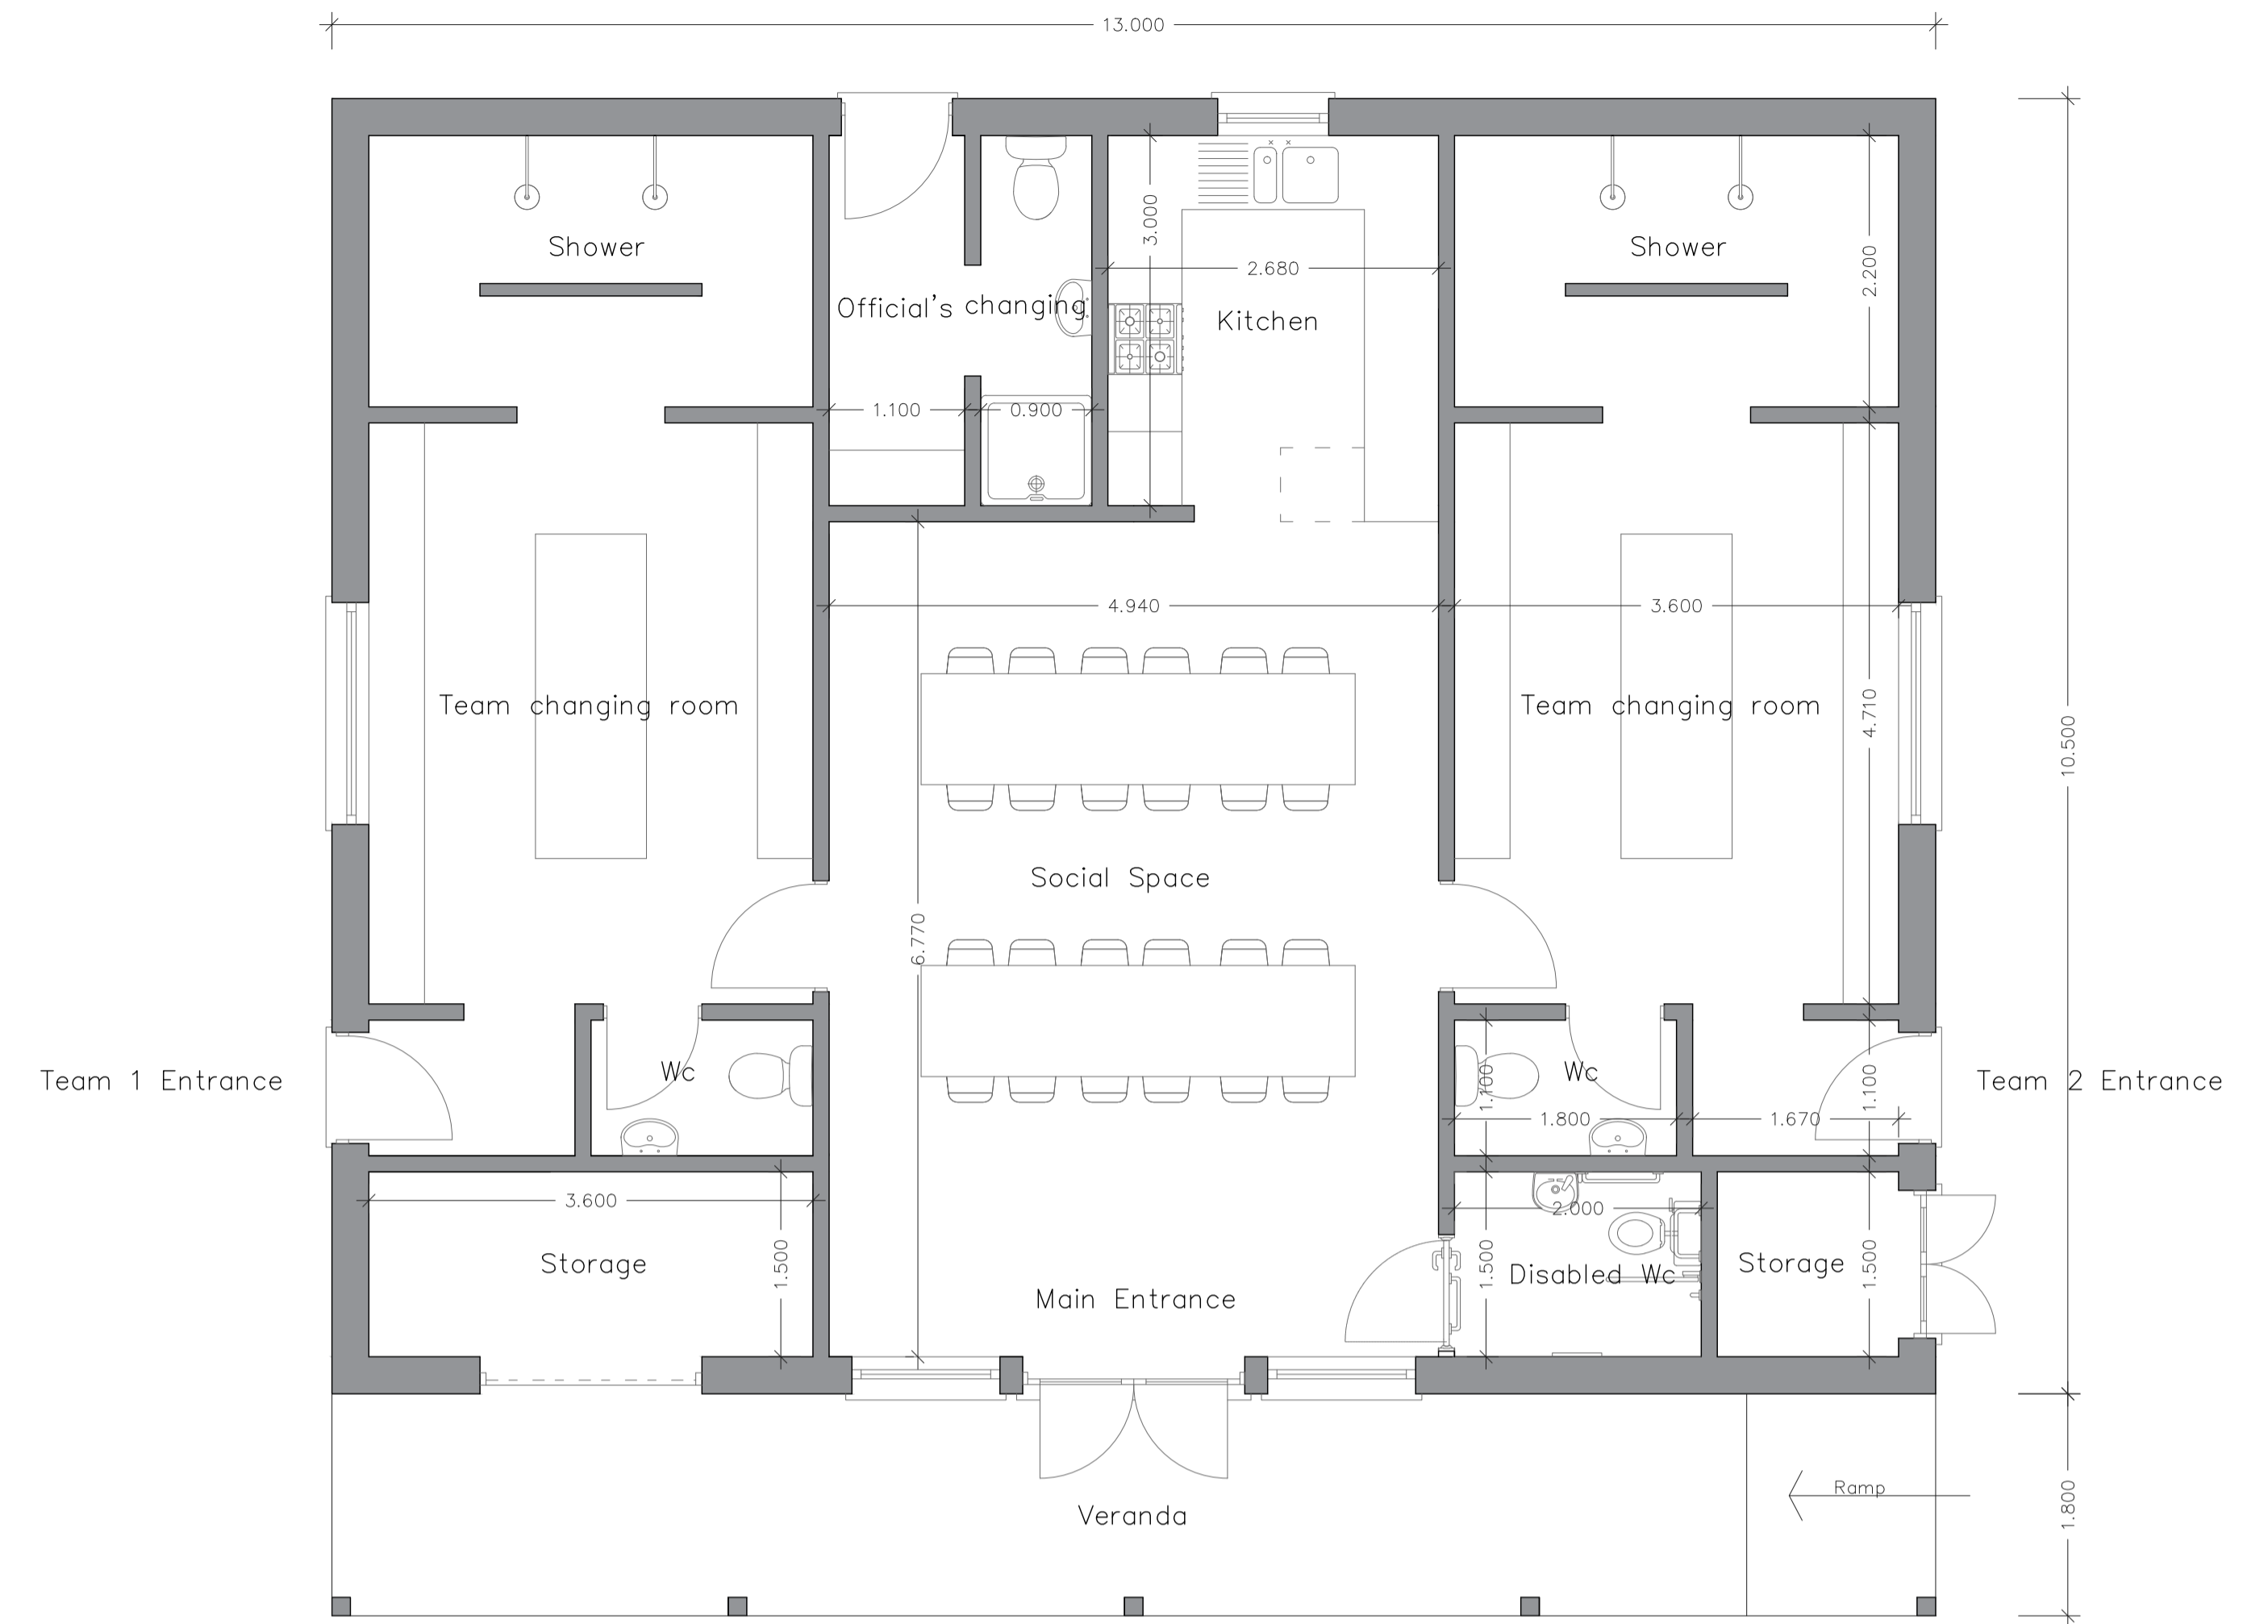 13.000
Shower
Official's changing
3.000
2.680
Kitchen
Shower
2.200
1.100
0.900
4.940
3.600
Team changing room
Team changing room
4.710
10.500
Social Space
6.770
Team 1 Entrance
Wc
Wc
1.100
1.800
1.670
1.100
Team 2 Entrance
3.600
1.500
Storage
2.000
1.500
Disabled Wc
Storage
1.500
Main Entrance
Veranda
Ramp
1.800